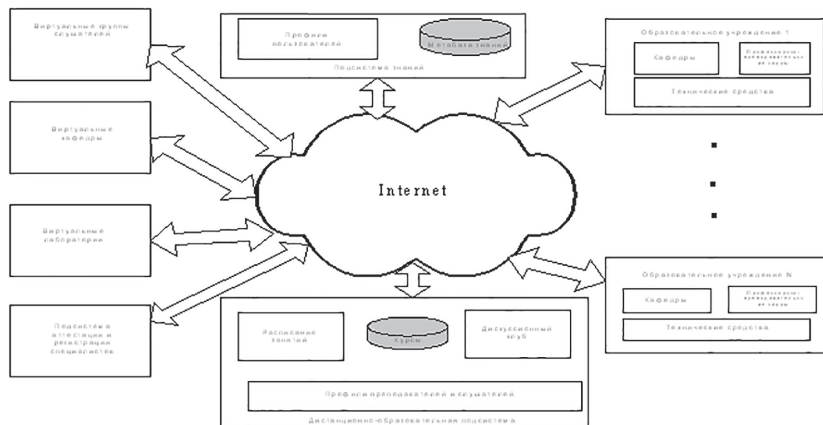 Виртуальные группы
слушателей
Виртуальные
кафедры
Виртуальные
лаборатории
Подсистема
аттестации и
регистрации
специалистов
Профили
пользователей
Метабаза знаний
Подсистема знаний
Internet
Расписание
занятий
Курсы
Дискуссионный
клуб
Профили преподавателей и слушателей
Дистанционно-образовательная подсистема
Образовательное учреждение 1
Кафедры
Технические средства
Образовательное учреждение N
Кафедры
Технические средства